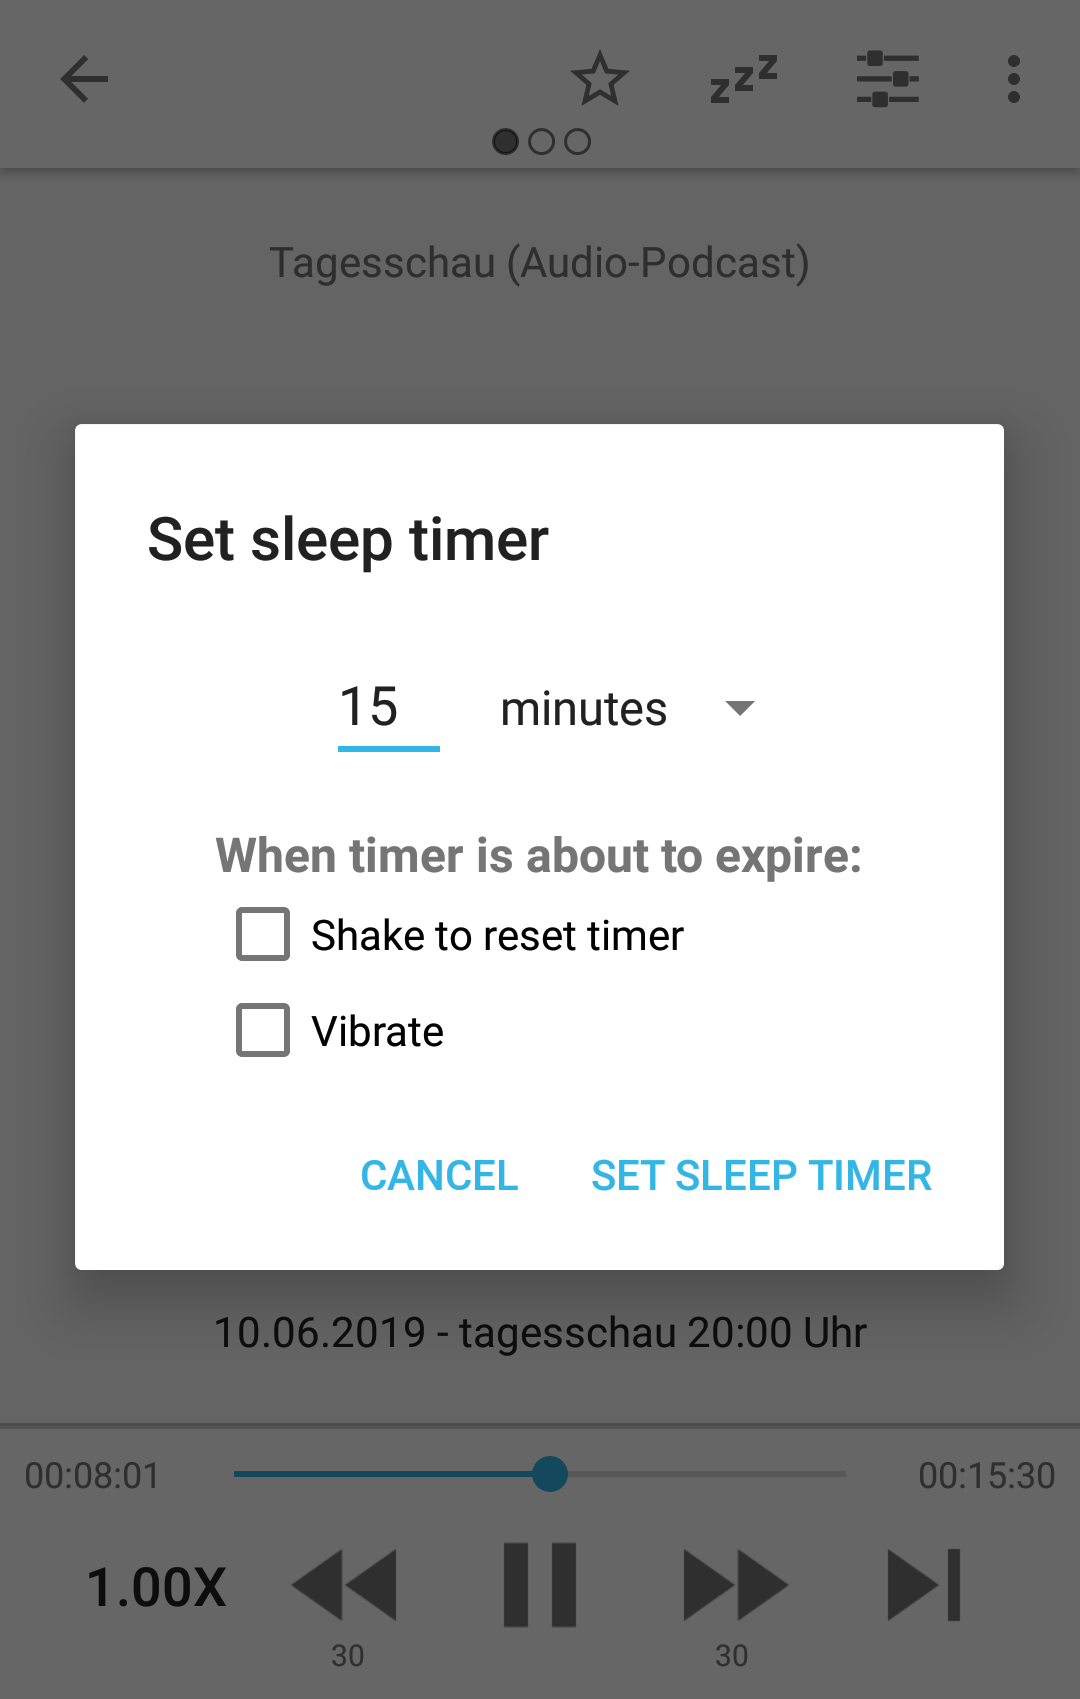 zzz
Tagesschau (Audio-Podcast)
Set sleep timer
15 minutes
When timer is about to expire:
Shake to reset timer
Vibrate
CANCEL SET SLEEP TIMER
10.06.2019 - tagesschau 20:00 Uhr
00:08:01 00:15:30
1.00X
30 30